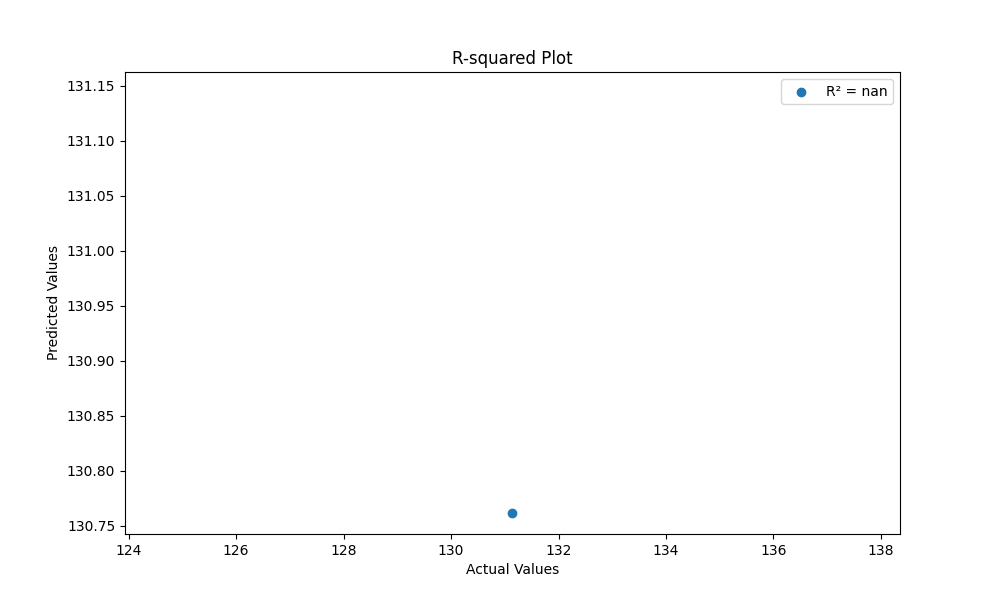 R-squared Plot
R² = nan
131.15
131.10
131.05
131.00
130.95
130.90
130.85
130.80
130.75
Predicted Values
124 126 128 130 132 134 136 138
Actual Values